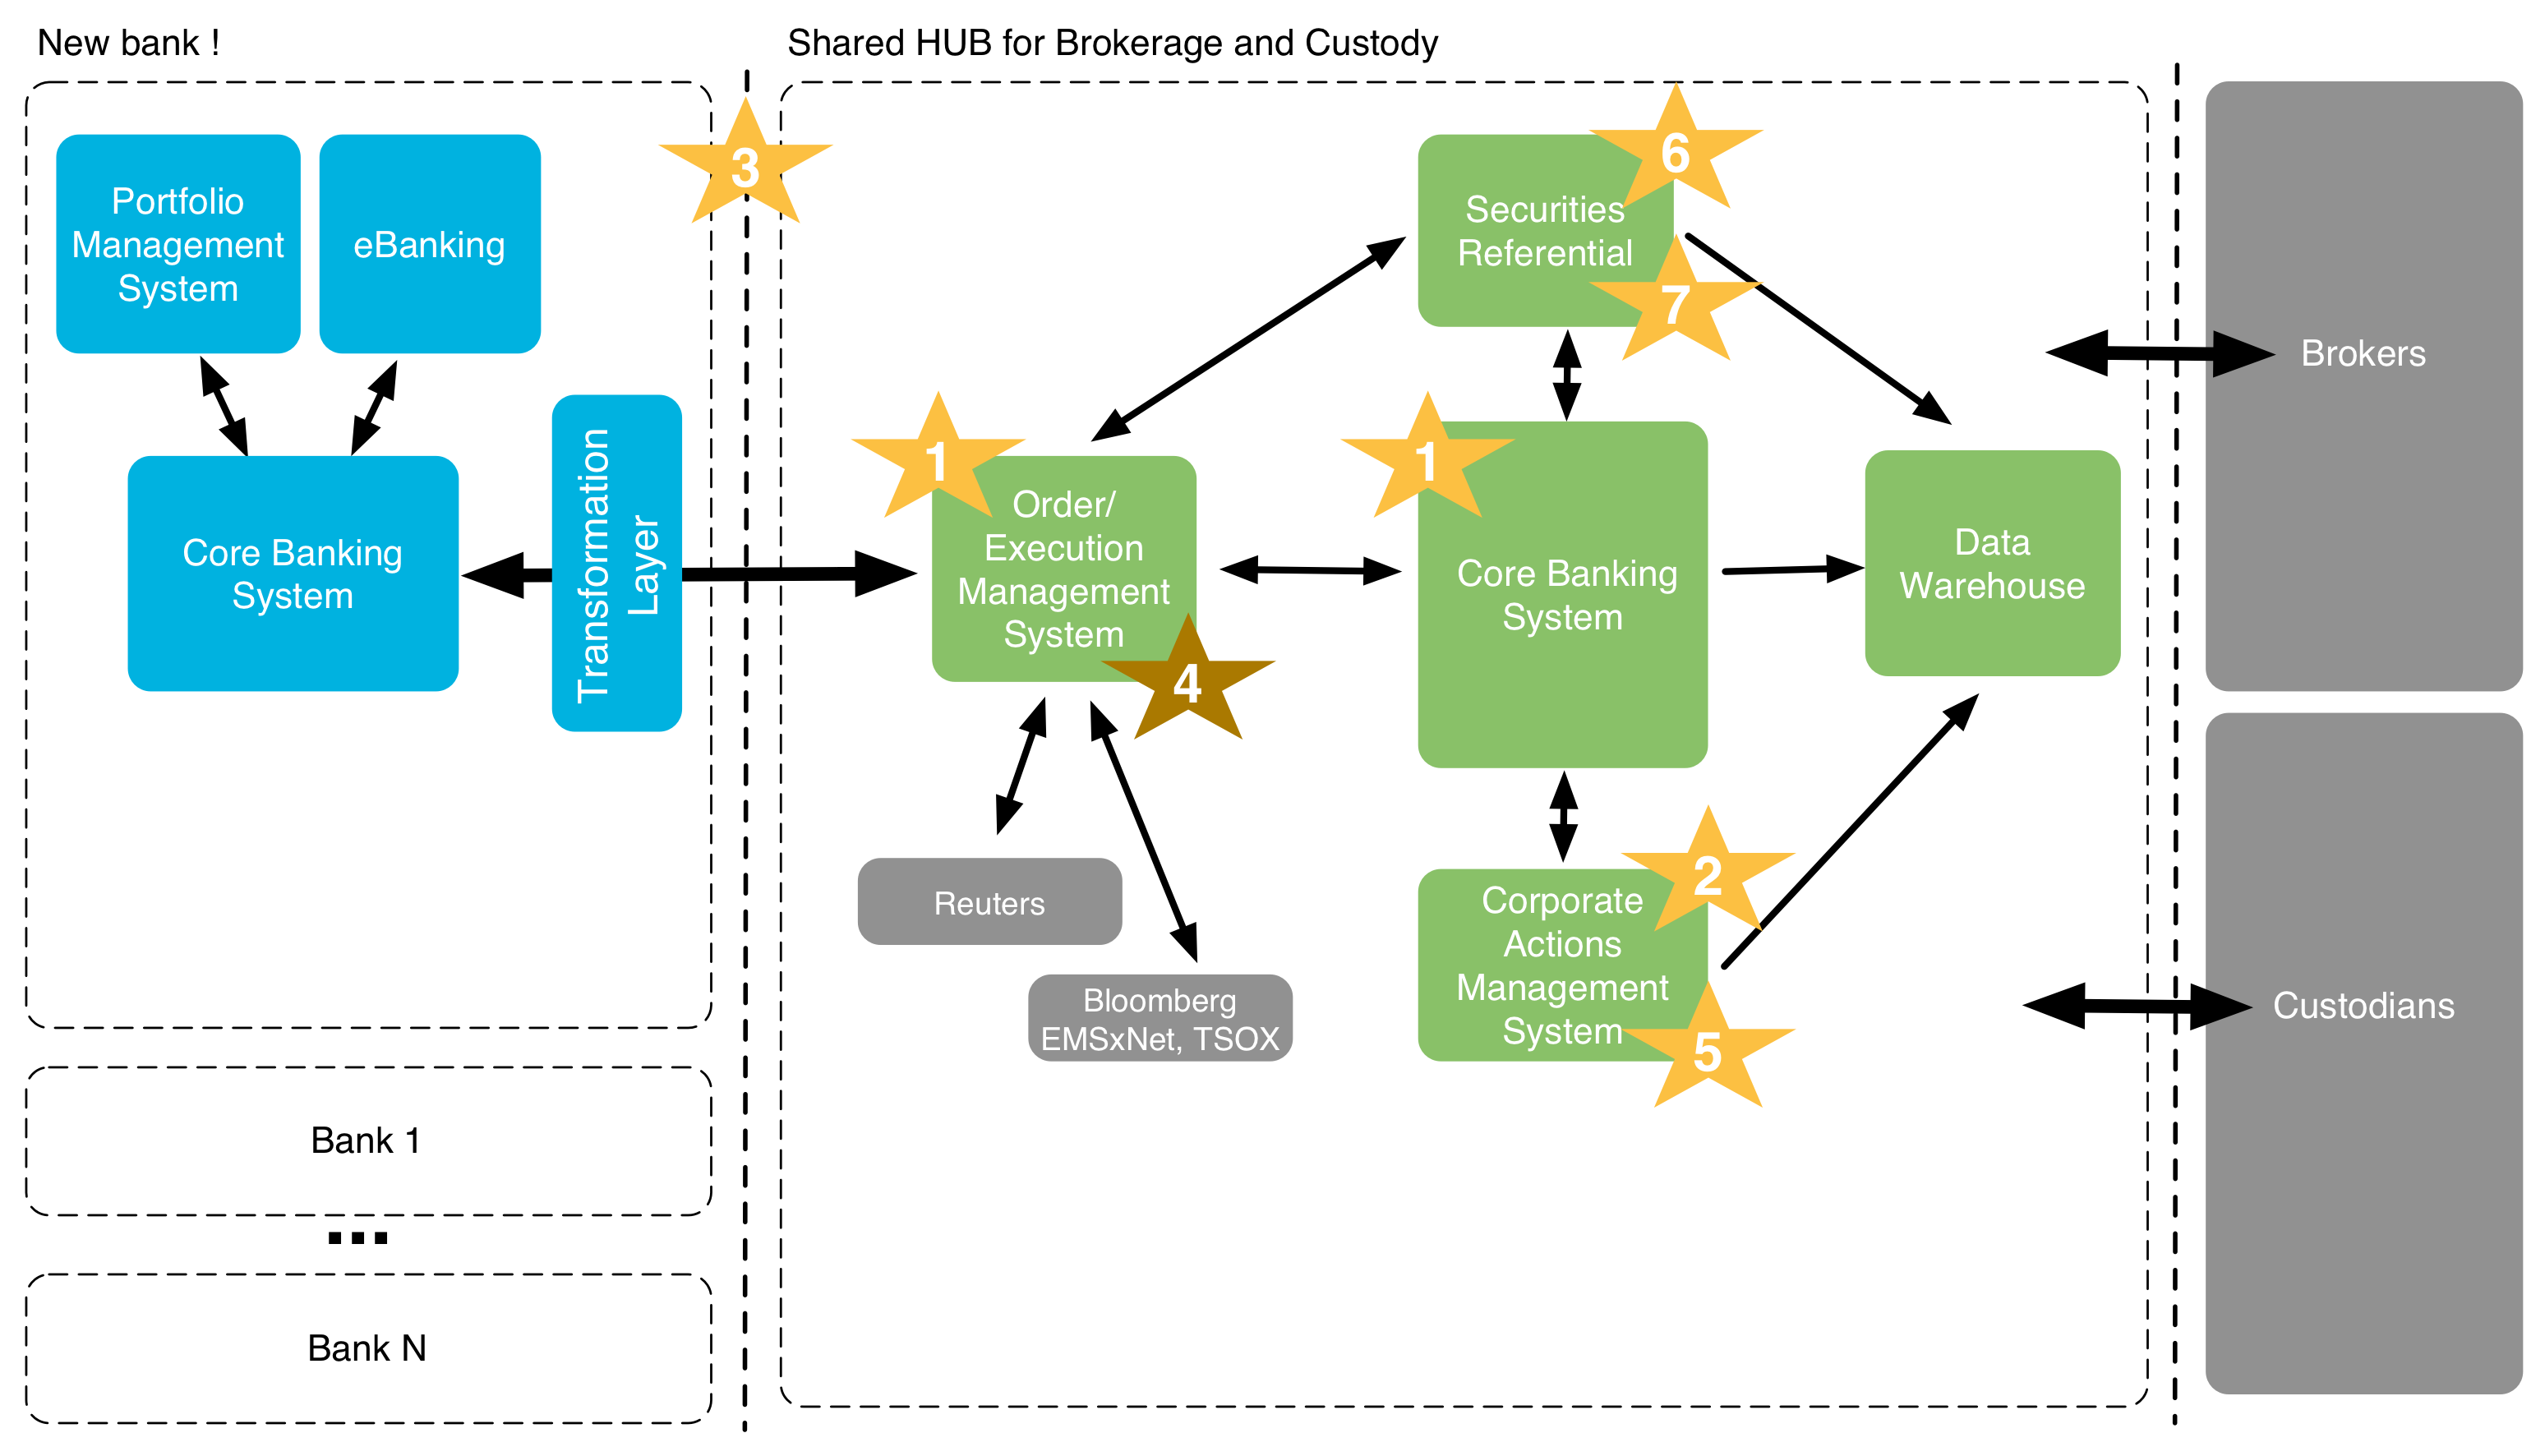 New bank !
Shared HUB for Brokerage and Custody
Portfolio
Management
System
eBanking
3
Core Banking
System
Transformation
Layer
Bank 1
...
Bank N
6
Securities
Referential
7
1
Order/
Execution
Management
System
4
1
Core Banking
System
Data
Warehouse
Reuters
Bloomberg
EMSxNet, TSOX
2
Corporate
Actions
Management
System
5
Brokers
Custodians